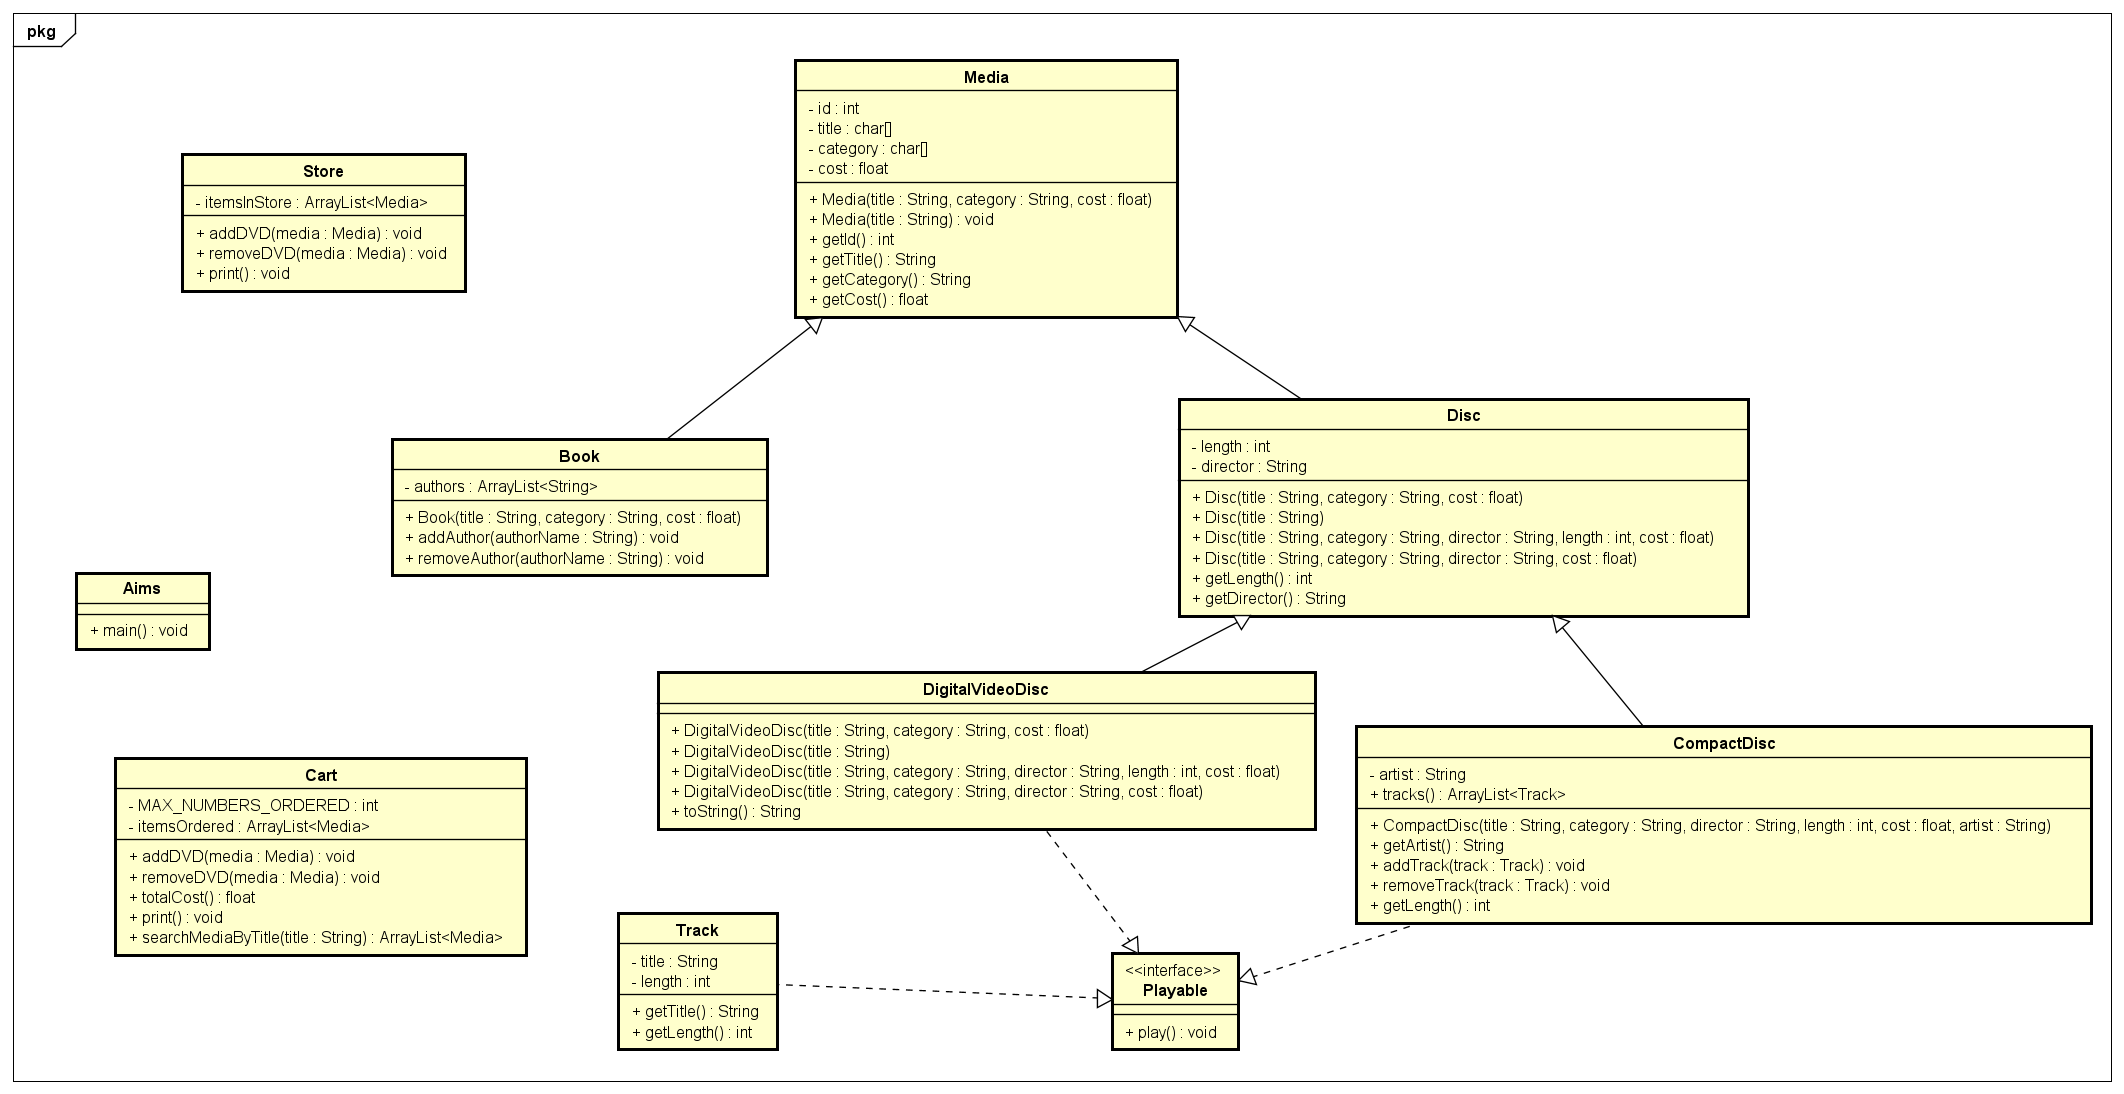 pkg
Media
- id : int
- title : char[]
- category : char[]
- cost : float
+ Media(title : String, category : String, cost : float)
+ Media(title : String) : void
+ getId() : int
+ getTitle() : String
+ getCategory() : String
+ getCost() : float
Store
- itemsInStore : ArrayList<Media>
+ addDVD(media : Media) : void
+ removeDVD(media : Media) : void
+ print() : void
Book
- authors : ArrayList<String>
+ Book(title : String, category : String, cost : float)
+ addAuthor(authorName : String) : void
+ removeAuthor(authorName : String) : void
Disc
- length : int
- director : String
+ Disc(title : String, category : String, cost : float)
+ Disc(title : String)
+ Disc(title : String, category : String, director : String, length : int, cost : float)
+ Disc(title : String, category : String, director : String, cost : float)
+ getLength() : int
+ getDirector() : String
Aims
+ main() : void
DigitalVideoDisc
+ DigitalVideoDisc(title : String, category : String, cost : float)
+ DigitalVideoDisc(title : String)
+ DigitalVideoDisc(title : String, category : String, director : String, length : int, cost : float)
+ DigitalVideoDisc(title : String, category : String, director : String, cost : float)
+ toString() : String
CompactDisc
- artist : String
+ tracks() : ArrayList<Track>
+ CompactDisc(title : String, category : String, director : String, length : int, cost : float, artist : String)
+ getArtist() : String
+ addTrack(track : Track) : void
+ removeTrack(track : Track) : void
+ getLength() : int
Cart
- MAX_NUMBERS_ORDERED : int
- itemsOrdered : ArrayList<Media>
+ addDVD(media : Media) : void
+ removeDVD(media : Media) : void
+ totalCost() : float
+ print() : void
+ searchMediaByTitle(title : String) : ArrayList<Media>
Track
- title : String
- length : int
+ getTitle() : String
+ getLength() : int
<<interface>>
Playable
+ play() : void